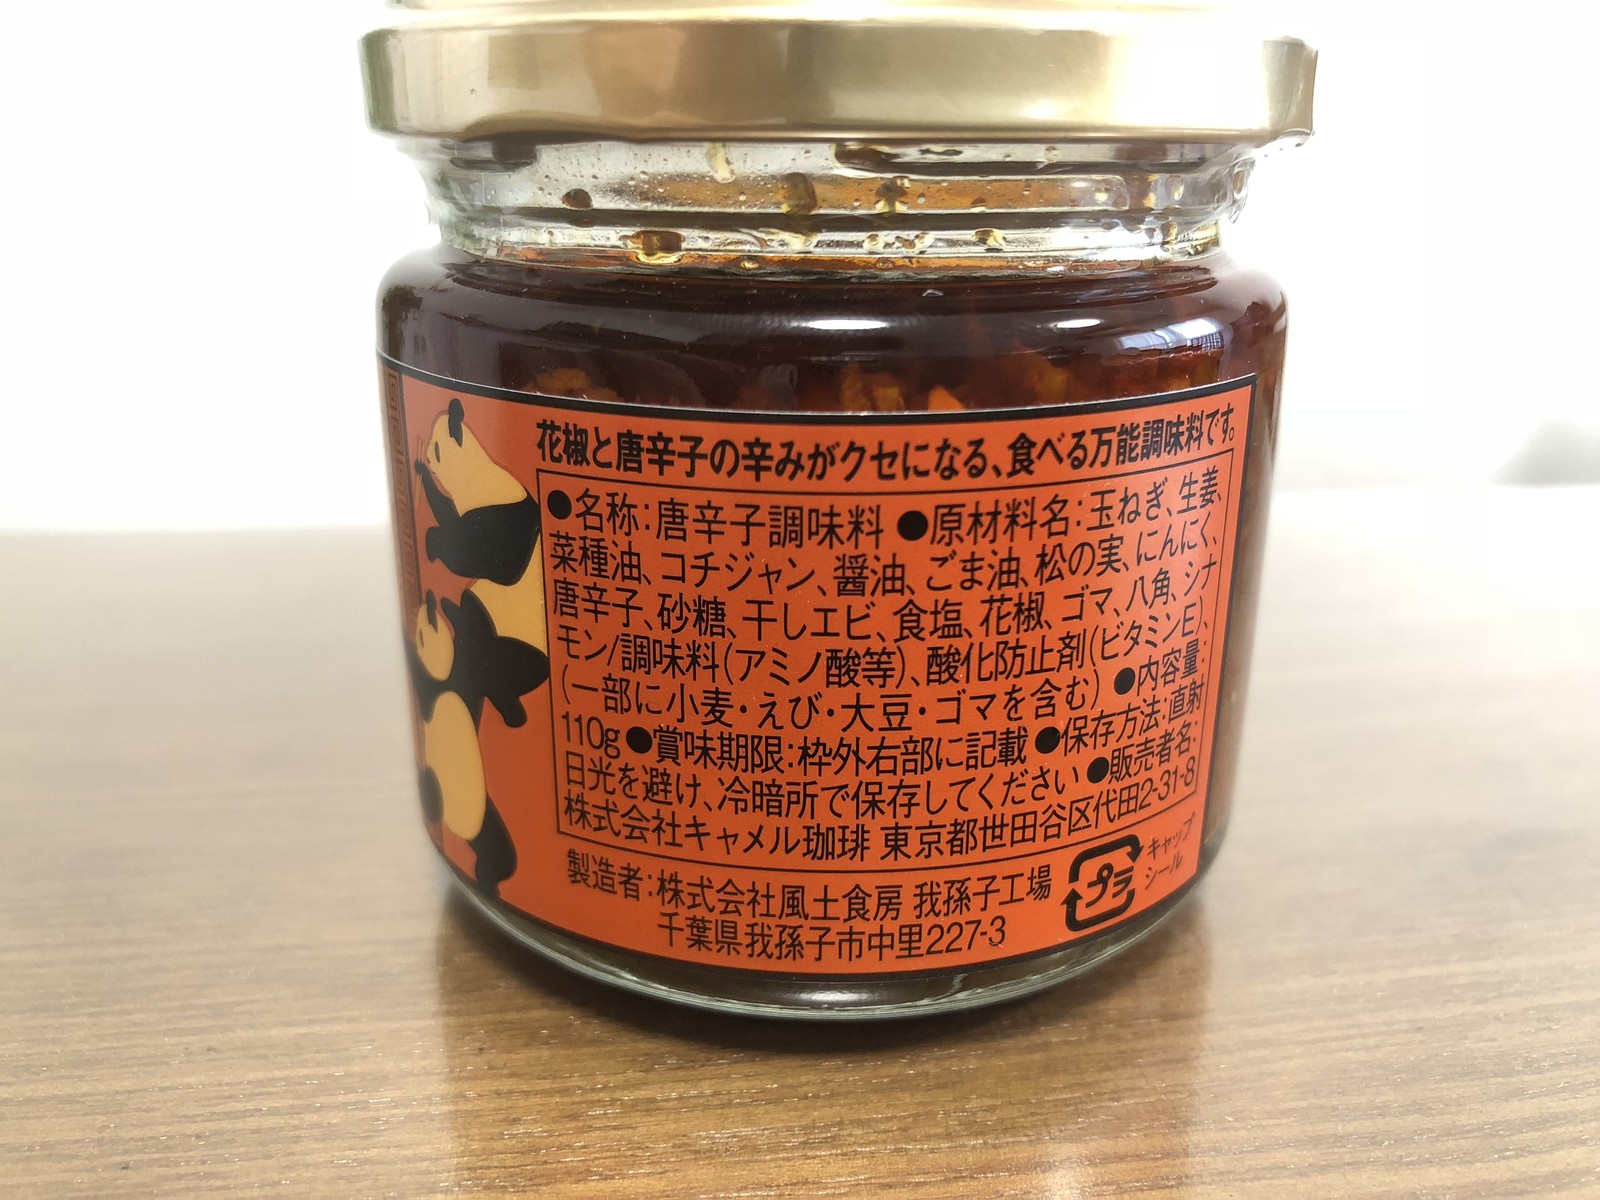 花椒と唐辛子の辛みがクセになる、食べる万能調味料です。
●名称：唐辛子調味料 ●原材料名：玉ねぎ、生姜、
菜種油、コチジャン、醤油、ごま油、松の実、にんにく、
唐辛子、砂糖、干しエビ、食塩、花椒、ゴマ、八角、シナ
モン/調味料(アミノ酸等)、酸化防止剤(ビタミンE)、
(一部に小麦・えび・大豆・ゴマを含む) ●内容量：
110g ●賞味期限：枠外右部に記載 ●保存方法：直射
日光を避け、冷暗所で保存してください ●販売者名：
株式会社キャメル珈琲 東京都世田谷区代田2-31-8
製造者：株式会社風土食房 我孫子工場
千葉県我孫子市中里227-3
プラ
キャップ
シール